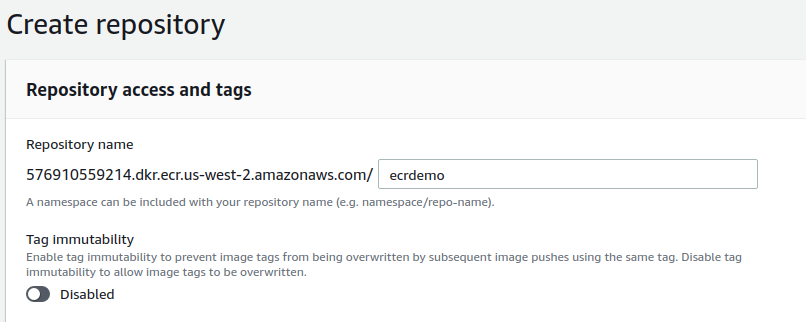 Create repository
Repository access and tags
Repository name
576910559214.dkr.ecr.us-west-2.amazonaws.com/ ecrdemo
A namespace can be included with your repository name (e.g. namespace/repo-name).
Tag immutability
Enable tag immutability to prevent image tags from being overwritten by subsequent image pushes using the same tag. Disable tag
immutability to allow image tags to be overwritten.
Disabled